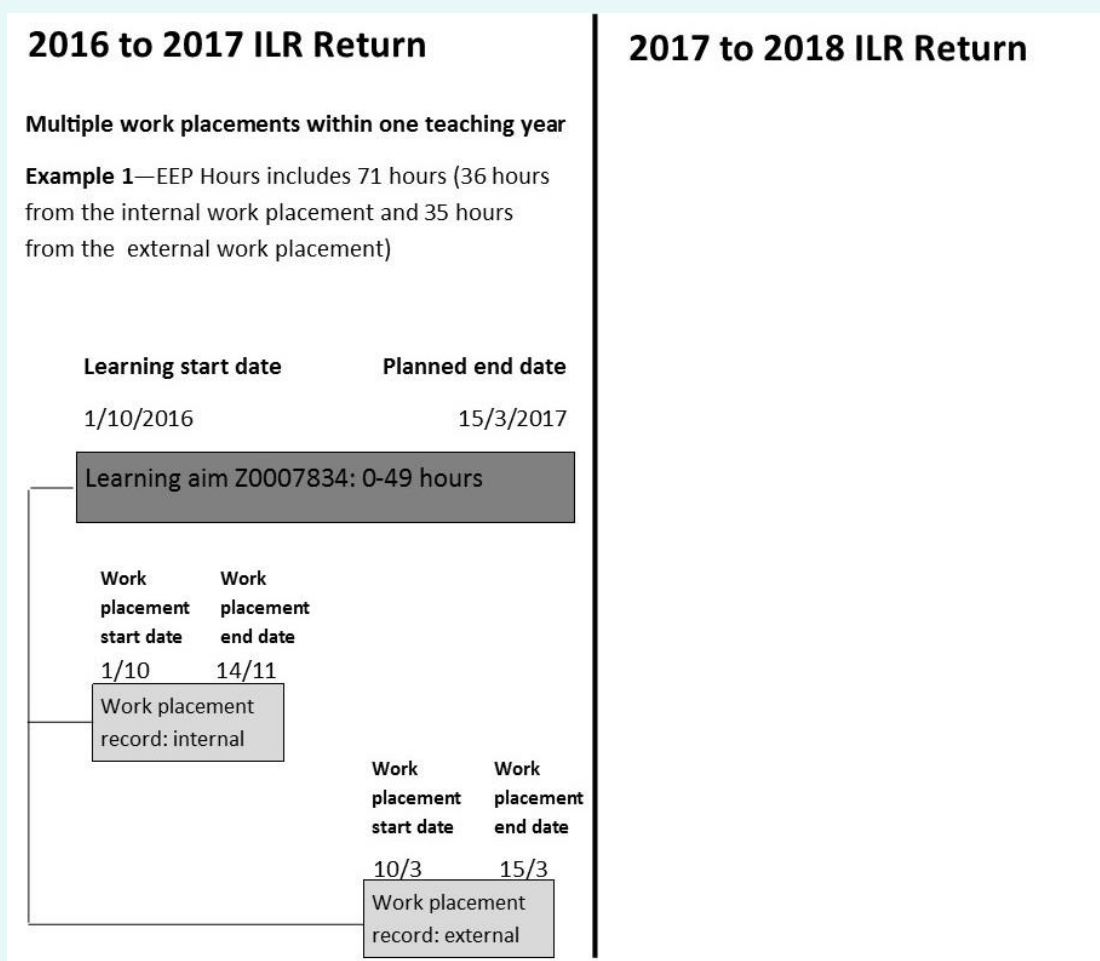 2016 to 2017 ILR Return
Multiple work placements within one teaching year
Example 1—EEP Hours includes 71 hours (36 hours
from the internal work placement and 35 hours
from the  external work placement)
Learning start date
Planned end date
1/10/2016
15/3/2017
Learning aim Z0007834: 0-49 hours
Work
placement
start date
1/10
Work
placement
end date
14/11
Work placement
record: internal
Work
placement
start date
10/3
Work
placement
end date
15/3
Work placement
record: external
2017 to 2018 ILR Return